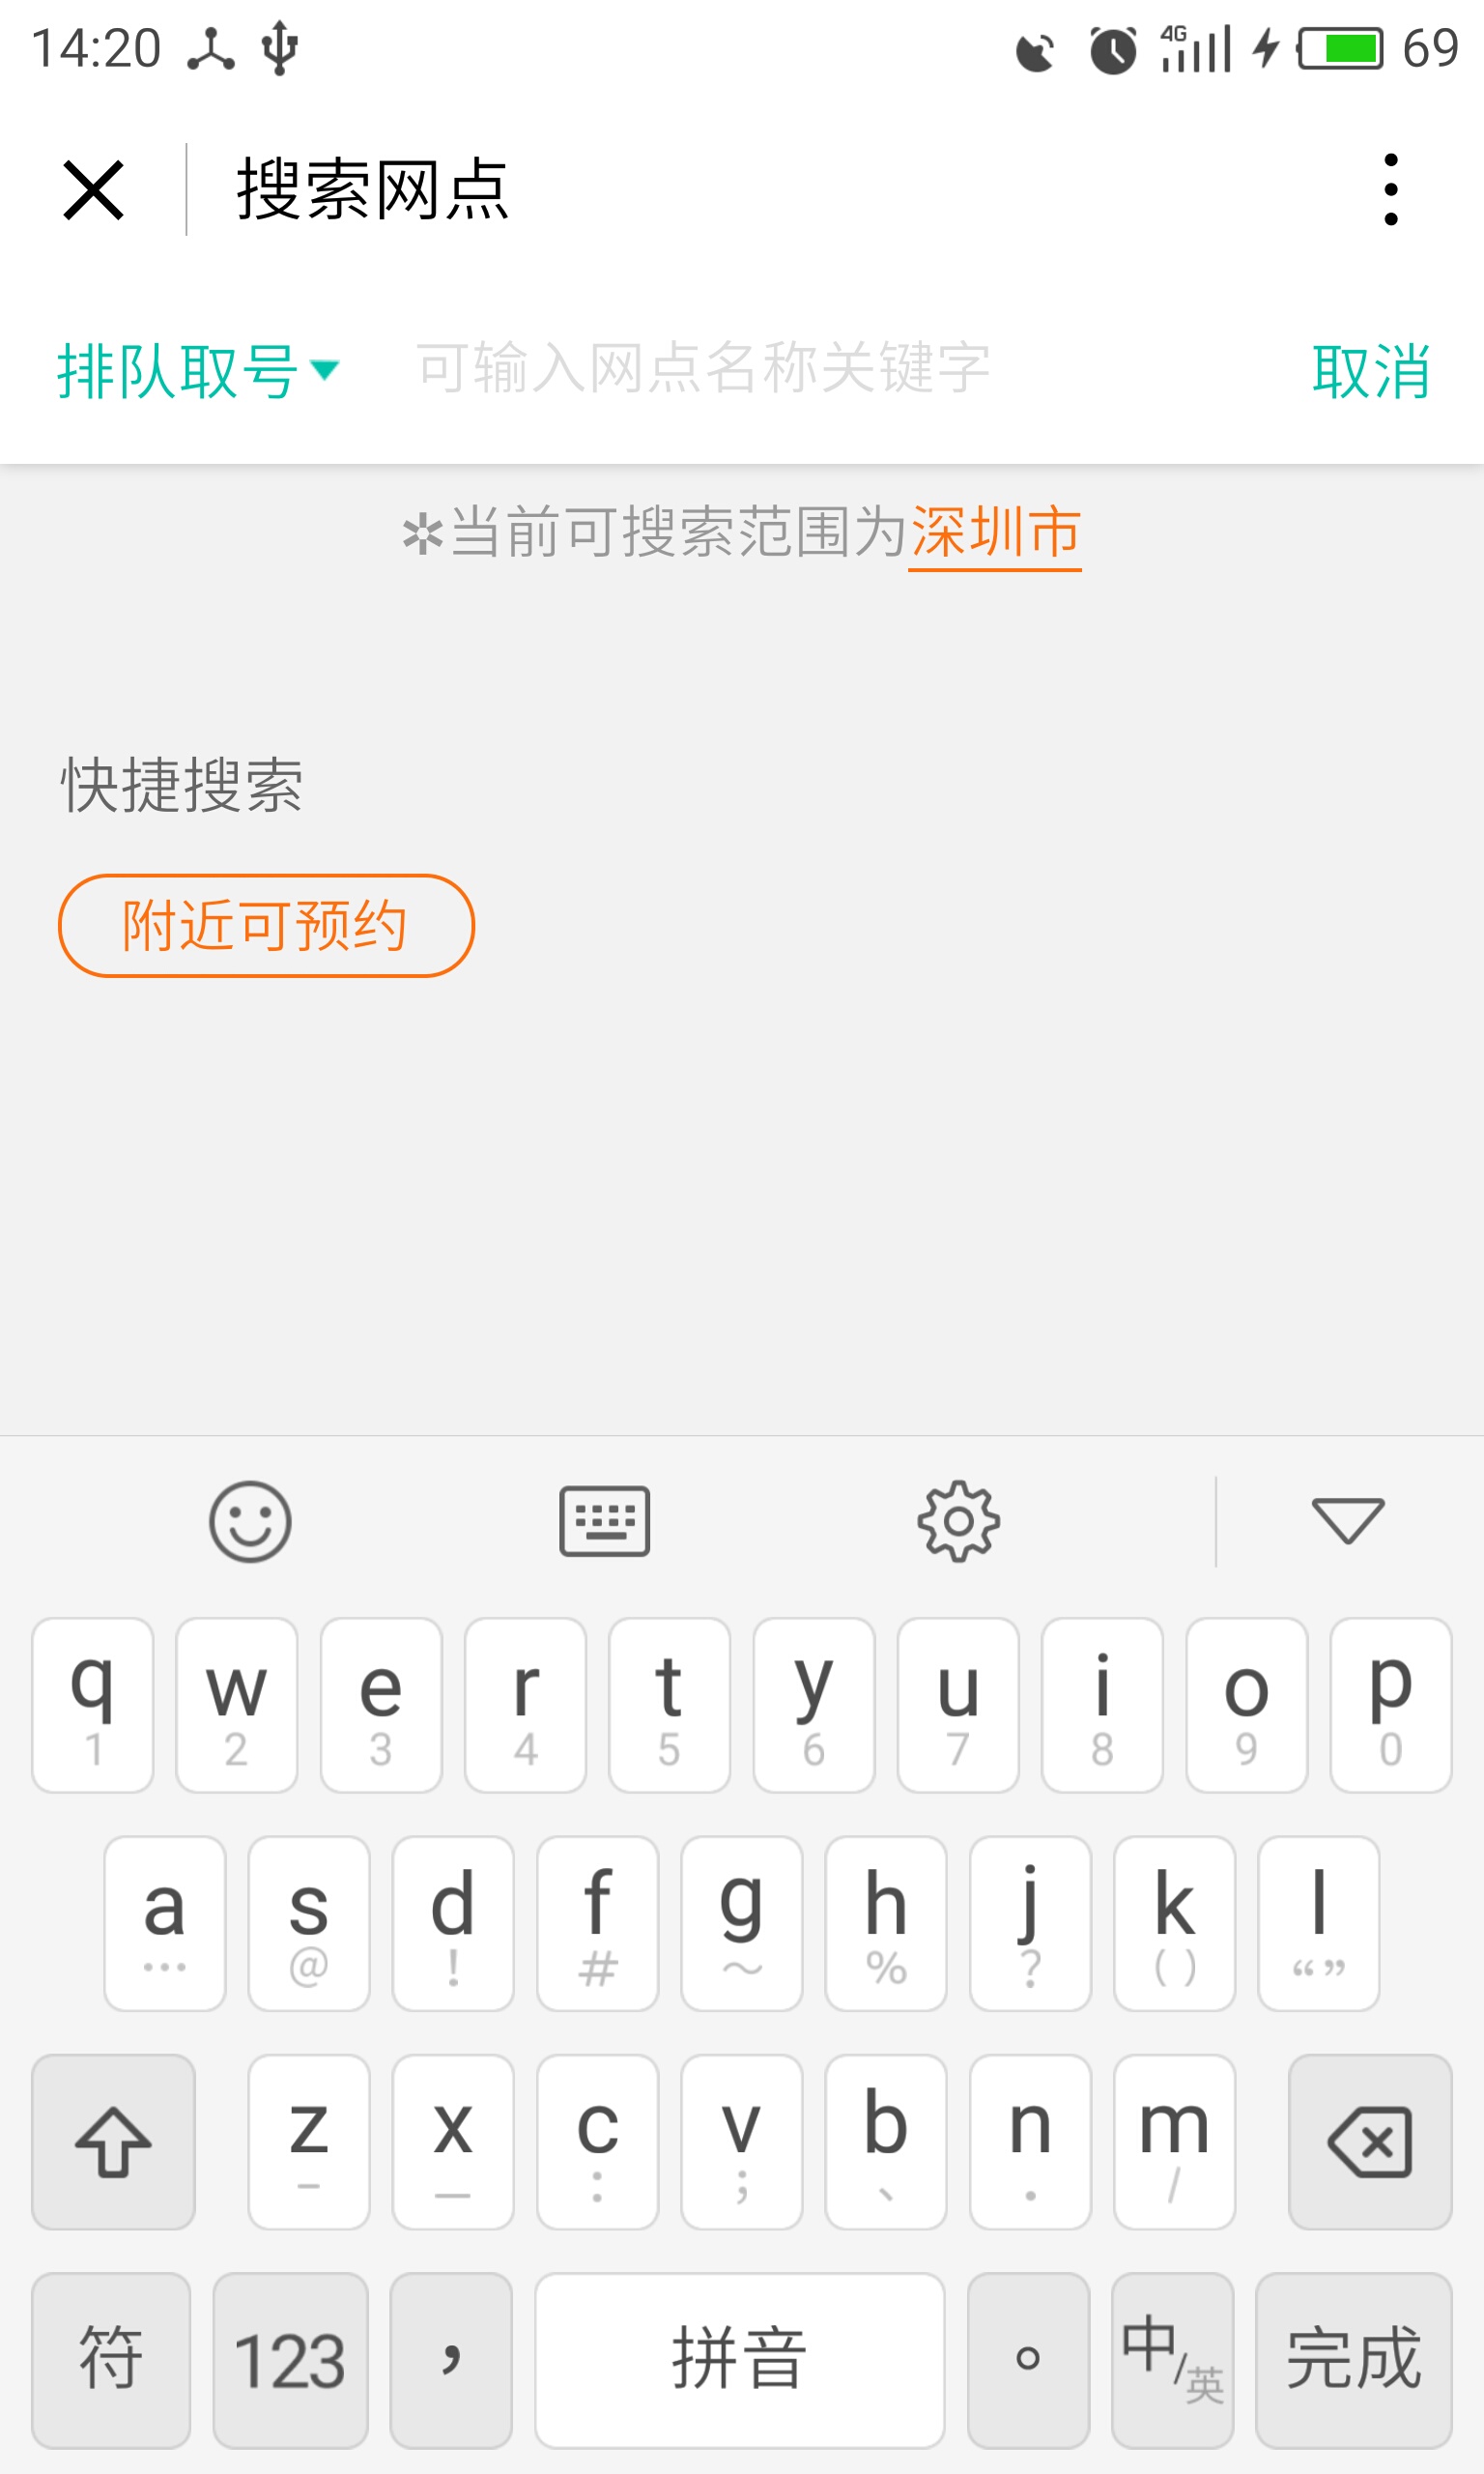 14:20 4G 69
搜索网点
排队取号 可输入网点名称关键字 取消
✲当前可搜索范围为深圳市
快捷搜索
附近可预约
q w e r t y u i o p
1 2 3 4 5 6 7 8 9 0
a s d f g h j k l
… @ ! # ~ % ? ( ) “ ”
z x c v b n m
– — : ; 、 . /
符 123 , 拼音 。 中/英 完成